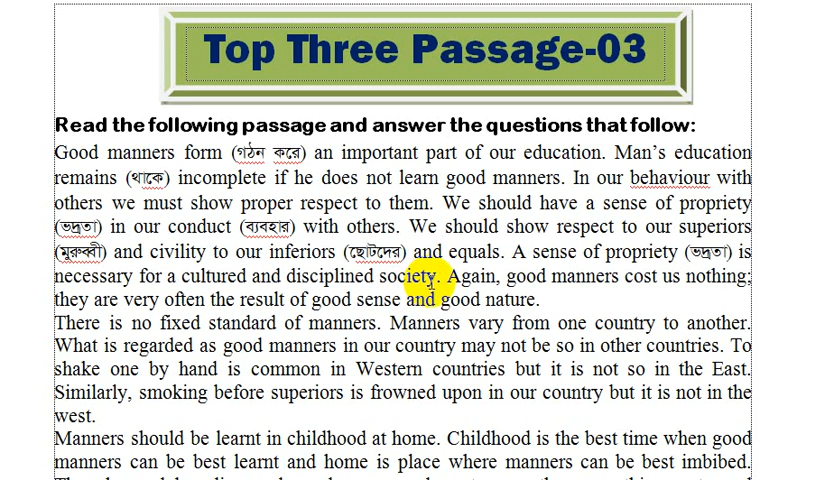 Top Three Passage-03
Read the following passage and answer the questions that follow:
Good manners form (গঠন করে) an important part of our education. Man's education
remains (থাকে) incomplete if he does not learn good manners. In our behaviour with
others we must show proper respect to them. We should have a sense of propriety
(ভদ্রতা) in our conduct (ব্যবহার) with others. We should show respect to our superiors
(মুরুব্বী) and civility to our inferiors (ছোটদের) and equals. A sense of propriety (ভদ্রতা) is
necessary for a cultured and disciplined society. Again, good manners cost us nothing;
they are very often the result of good sense and good nature.
There is no fixed standard of manners. Manners vary from one country to another.
What is regarded as good manners in our country may not be so in other countries. To
shake one by hand is common in Western countries but it is not so in the East.
Similarly, smoking before superiors is frowned upon in our country but it is not in the
west.
Manners should be learnt in childhood at home. Childhood is the best time when good
manners can be best learnt and home is place where manners can be best imbibed.